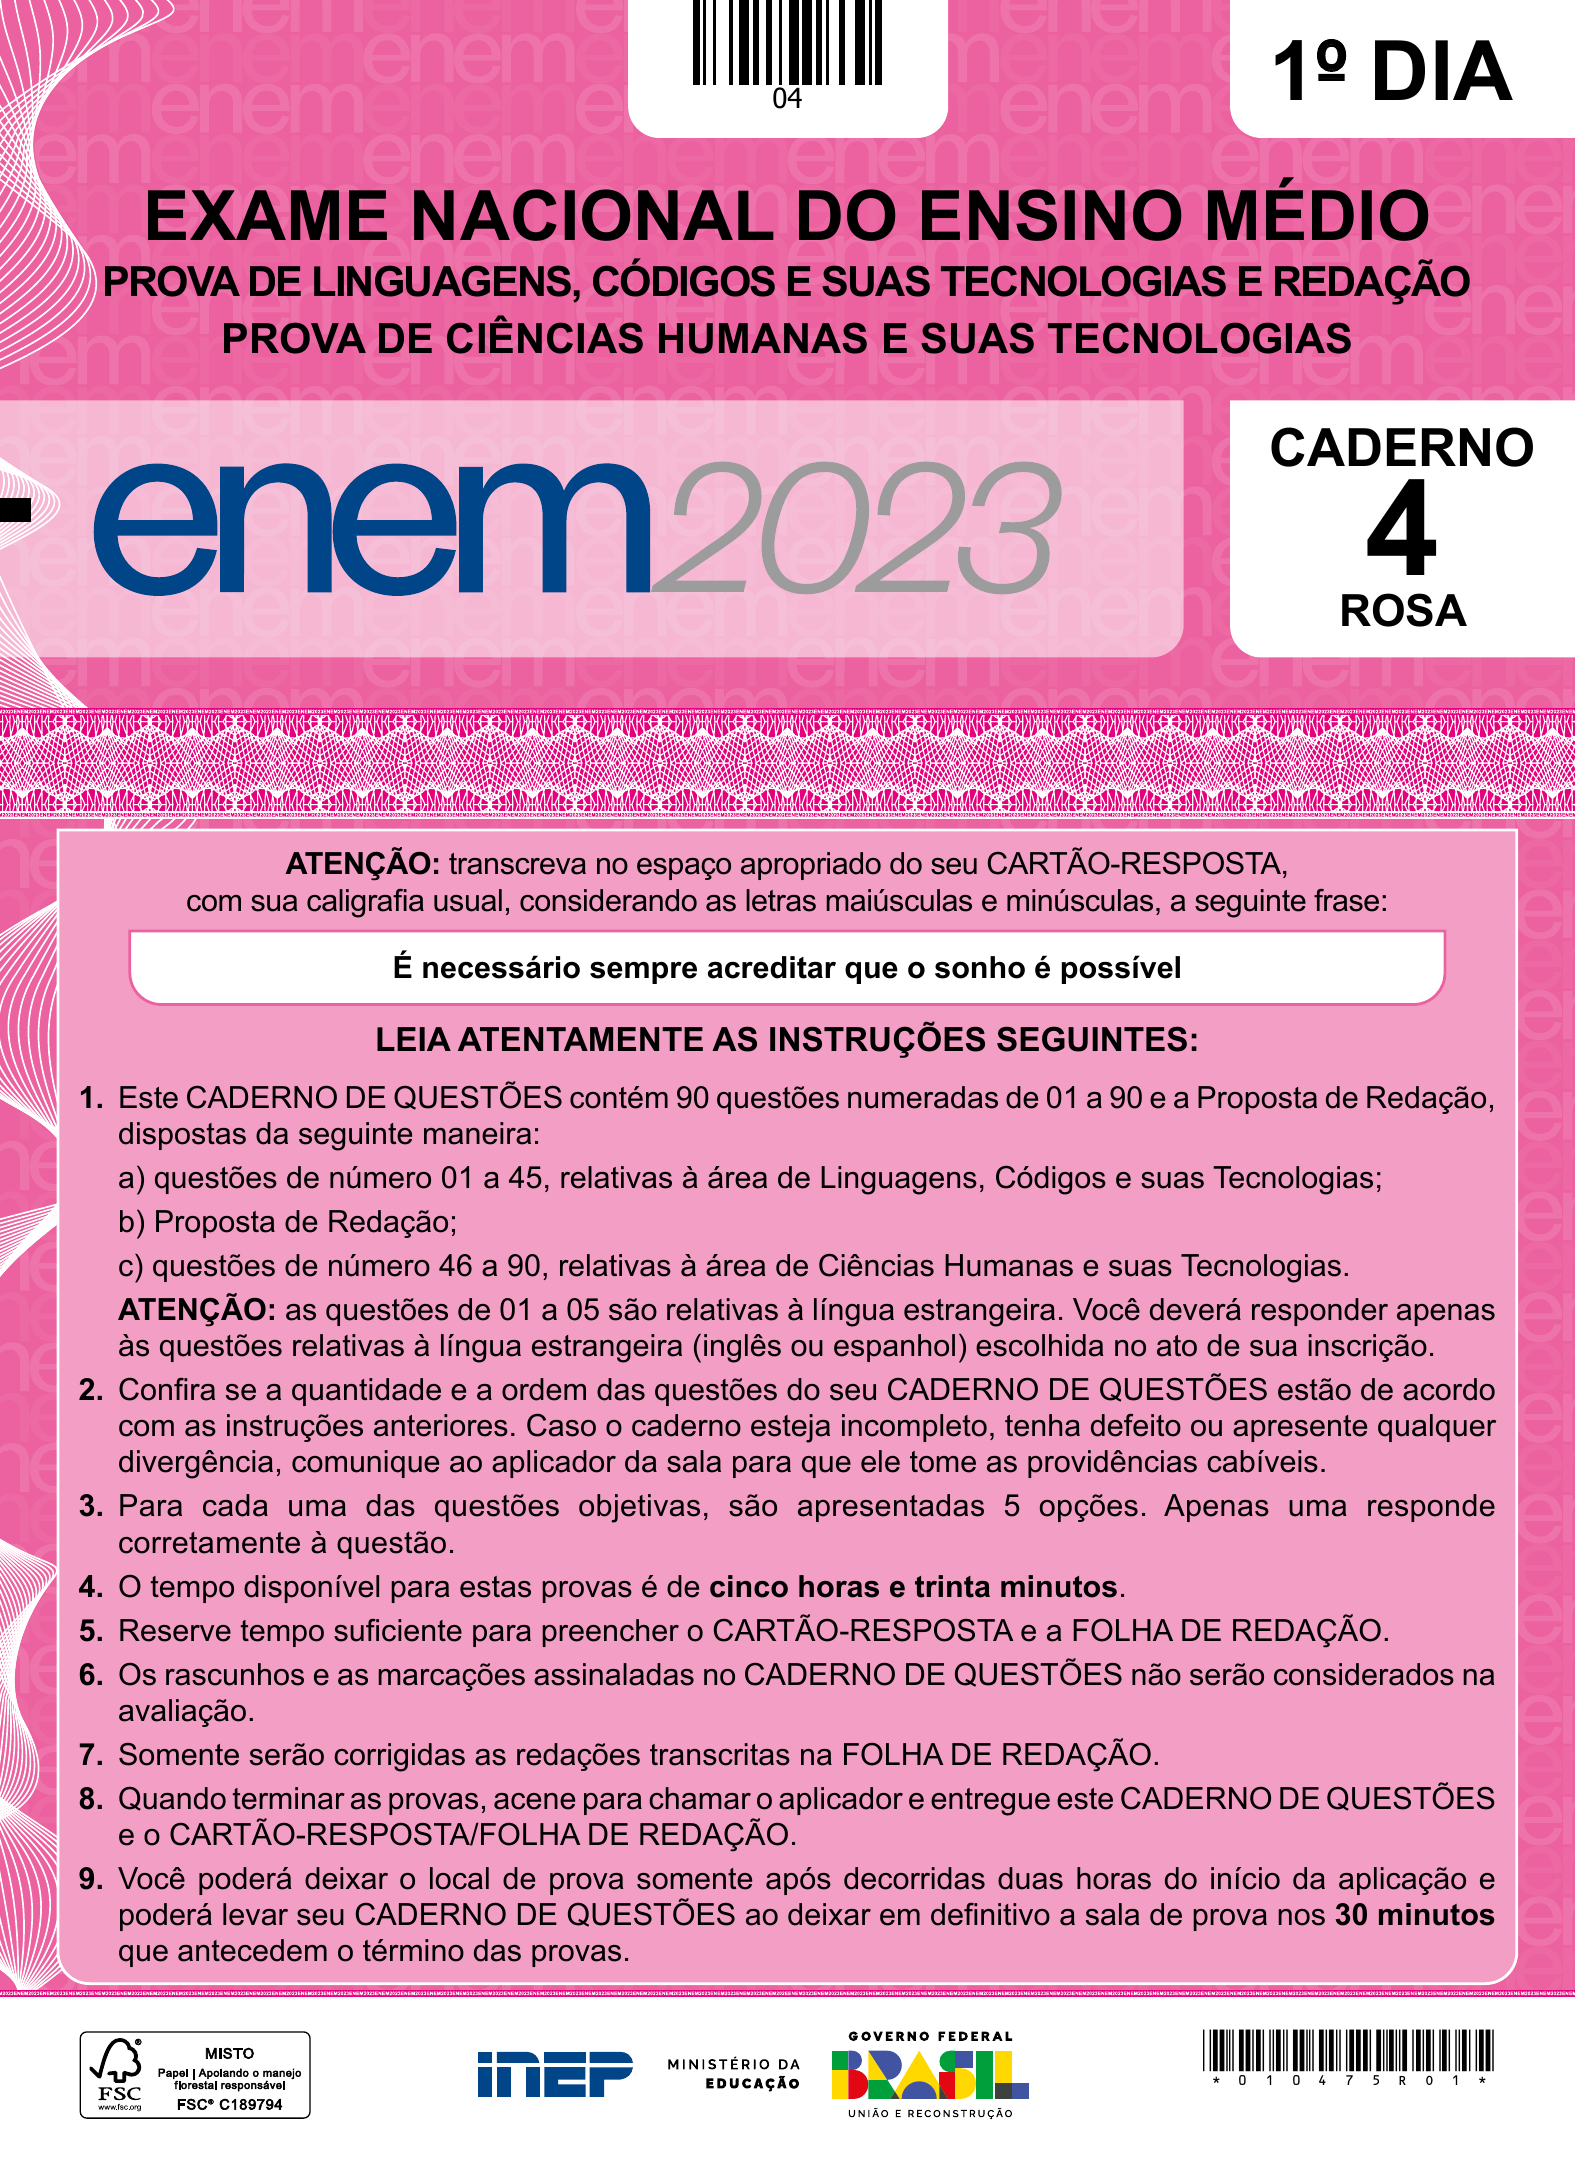 04
1º DIA
EXAME NACIONAL DO ENSINO MÉDIO
PROVA DE LINGUAGENS, CÓDIGOS E SUAS TECNOLOGIAS E REDAÇÃO
PROVA DE CIÊNCIAS HUMANAS E SUAS TECNOLOGIAS
enem2023
CADERNO
4
ROSA
ATENÇÃO: transcreva no espaço apropriado do seu CARTÃO-RESPOSTA,
com sua caligrafia usual, considerando as letras maiúsculas e minúsculas, a seguinte frase:
É necessário sempre acreditar que o sonho é possível
LEIA ATENTAMENTE AS INSTRUÇÕES SEGUINTES:
1. Este CADERNO DE QUESTÕES contém 90 questões numeradas de 01 a 90 e a Proposta de Redação,
dispostas da seguinte maneira:
a) questões de número 01 a 45, relativas à área de Linguagens, Códigos e suas Tecnologias;
b) Proposta de Redação;
c) questões de número 46 a 90, relativas à área de Ciências Humanas e suas Tecnologias.
ATENÇÃO: as questões de 01 a 05 são relativas à língua estrangeira. Você deverá responder apenas
às questões relativas à língua estrangeira (inglês ou espanhol) escolhida no ato de sua inscrição.
2. Confira se a quantidade e a ordem das questões do seu CADERNO DE QUESTÕES estão de acordo
com as instruções anteriores. Caso o caderno esteja incompleto, tenha defeito ou apresente qualquer
divergência, comunique ao aplicador da sala para que ele tome as providências cabíveis.
3. Para cada uma das questões objetivas, são apresentadas 5 opções. Apenas uma responde
corretamente à questão.
4. O tempo disponível para estas provas é de cinco horas e trinta minutos.
5. Reserve tempo suficiente para preencher o CARTÃO-RESPOSTA e a FOLHA DE REDAÇÃO.
6. Os rascunhos e as marcações assinaladas no CADERNO DE QUESTÕES não serão considerados na
avaliação.
7. Somente serão corrigidas as redações transcritas na FOLHA DE REDAÇÃO.
8. Quando terminar as provas, acene para chamar o aplicador e entregue este CADERNO DE QUESTÕES
e o CARTÃO-RESPOSTA/FOLHA DE REDAÇÃO.
9. Você poderá deixar o local de prova somente após decorridas duas horas do início da aplicação e
poderá levar seu CADERNO DE QUESTÕES ao deixar em definitivo a sala de prova nos 30 minutos
que antecedem o término das provas.
FSC
www.fsc.org
MISTO
Papel | Apoiando o manejo
florestal responsável
FSC® C189794
INEP
MINISTÉRIO DA
EDUCAÇÃO
GOVERNO FEDERAL
BRASIL
UNIÃO E RECONSTRUÇÃO
*010475R01*